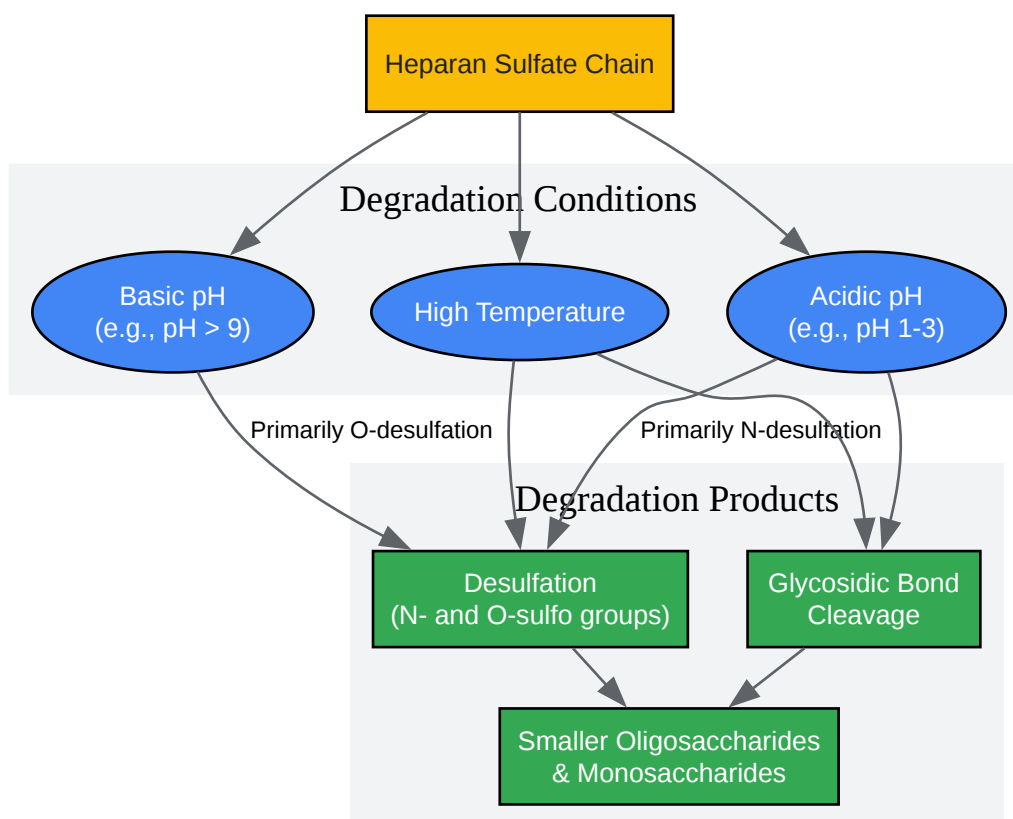 Heparan Sulfate Chain
Degradation Conditions
Basic pH
(e.g., pH > 9)
High Temperature
Acidic pH
(e.g., pH 1-3)
Primarily O-desulfation
Primarily N-desulfation
Degradation Products
Desulfation
(N- and O-sulfo groups)
Glycosidic Bond
Cleavage
Smaller Oligosaccharides
& Monosaccharides